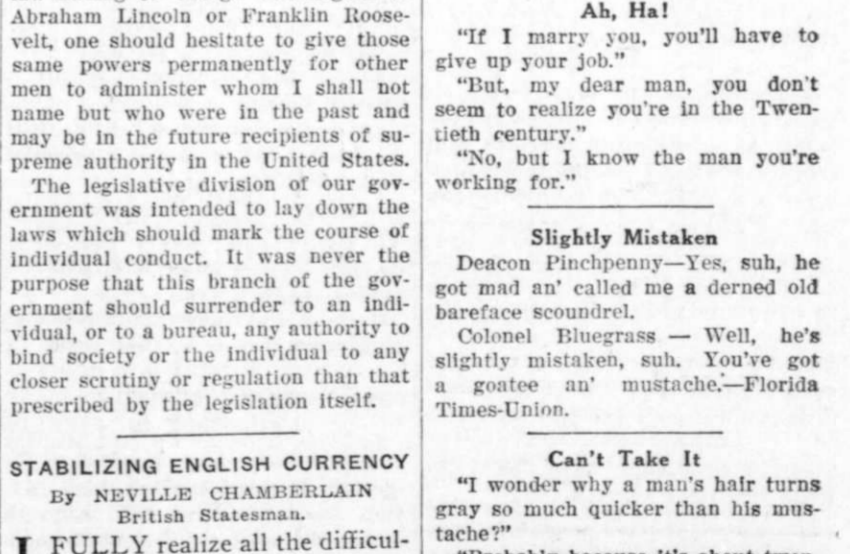 Abraham Lincoln or Franklin Roose-
velt, one should hesitate to give those
same powers permanently for other
men to administer whom I shall not
name but who were in the past and
may be in the future recipients of su-
preme authority in the United States.
The legislative division of our gov-
ernment was intended to lay down the
laws which should mark the course of
individual conduct. It was never the
purpose that this branch of the gov-
ernment should surrender to an indi-
vidual, or to a bureau, any authority to
bind society or the individual to any
closer scrutiny or regulation than that
prescribed by the legislation itself.
STABILIZING ENGLISH CURRENCY
By NEVILLE CHAMBERLAIN
British Statesman.
I FULLY realize all the difficul-
Ah, Ha!
"If I marry you, you'll have to
give up your job."
"But, my dear man, you don't
seem to realize you're in the Twen-
tieth century."
"No, but I know the man you're
working for."
Slightly Mistaken
Deacon Pinchpenny—Yes, suh, he
got mad an' called me a derned old
bareface scoundrel.
Colonel Bluegrass — Well, he's
slightly mistaken, suh. You've got
a goatee an' mustache.—Florida
Times-Union.
Can't Take It
"I wonder why a man's hair turns
gray so much quicker than his mus-
tache?"